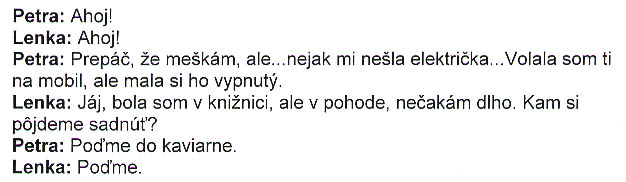 Petra: Ahoj!
Lenka: Ahoj!
Petra: Prepáč, že meškám, ale...nejak mi nešla električka...Volala som ti
na mobil, ale mala si ho vypnutý.
Lenka: Jáj, bola som v knižnici, ale v pohode, nečakám dlho. Kam si
pôjdeme sadnúť?
Petra: Poďme do kaviarne.
Lenka: Poďme.